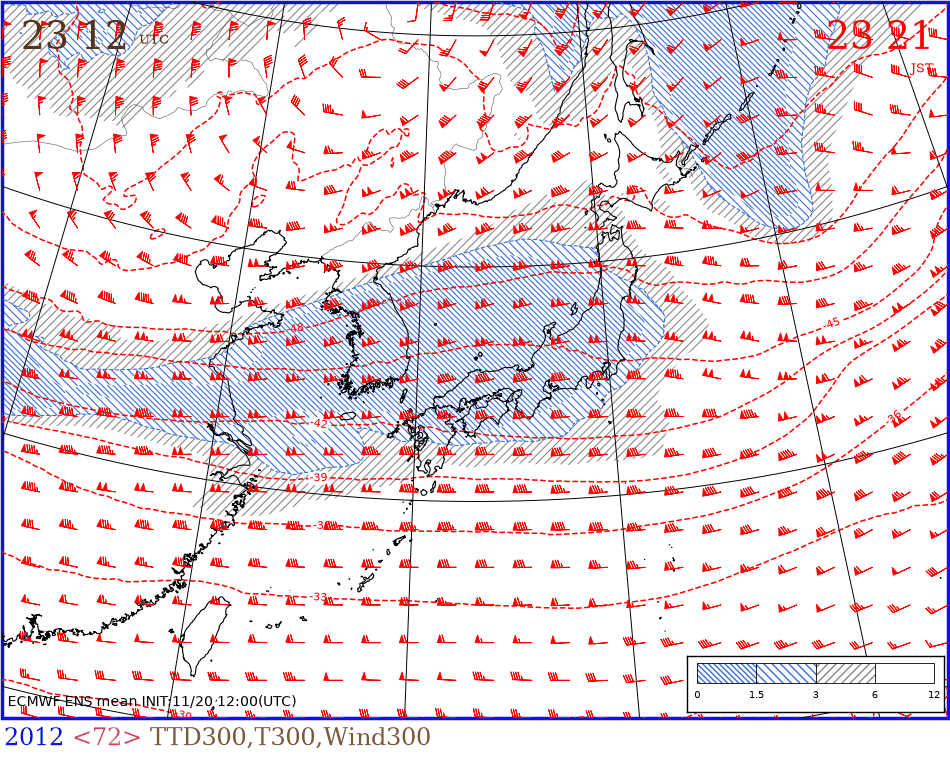 23 12 UTC
23 21
JST
-48
-45
-42
-36
-39
-33
-30
0 1.5 3 6 12
ECMWF ENS mean INIT:11/20 12:00(UTC)
2012 <72> TTD300,T300,Wind300